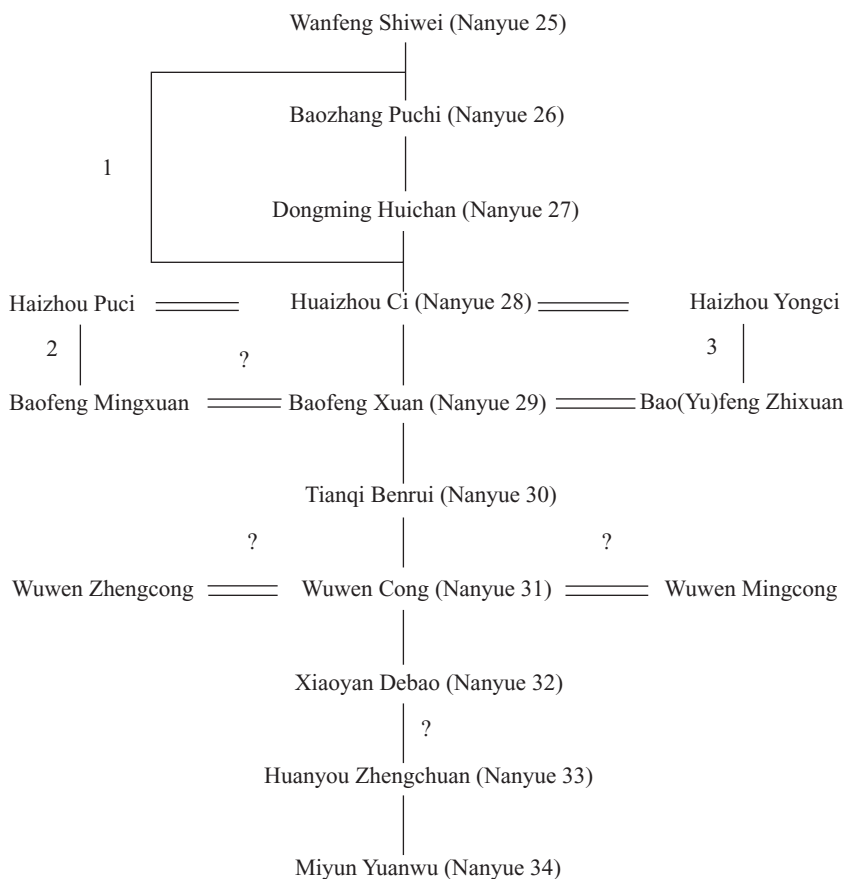 Wanfeng Shiwei (Nanyue 25)
Baozhang Puchi (Nanyue 26)
1
Dongming Huichan (Nanyue 27)
Haizhou Puci
Huaizhou Ci (Nanyue 28)
Haizhou Yongci
2
?
3
Baofeng Mingxuan
Baofeng Xuan (Nanyue 29)
Bao(Yu)feng Zhixuan
Tianqi Benrui (Nanyue 30)
?
?
Wuwen Zhengcong
Wuwen Cong (Nanyue 31)
Wuwen Mingcong
Xiaoyan Debao (Nanyue 32)
?
Huanyou Zhengchuan (Nanyue 33)
Miyun Yuanwu (Nanyue 34)